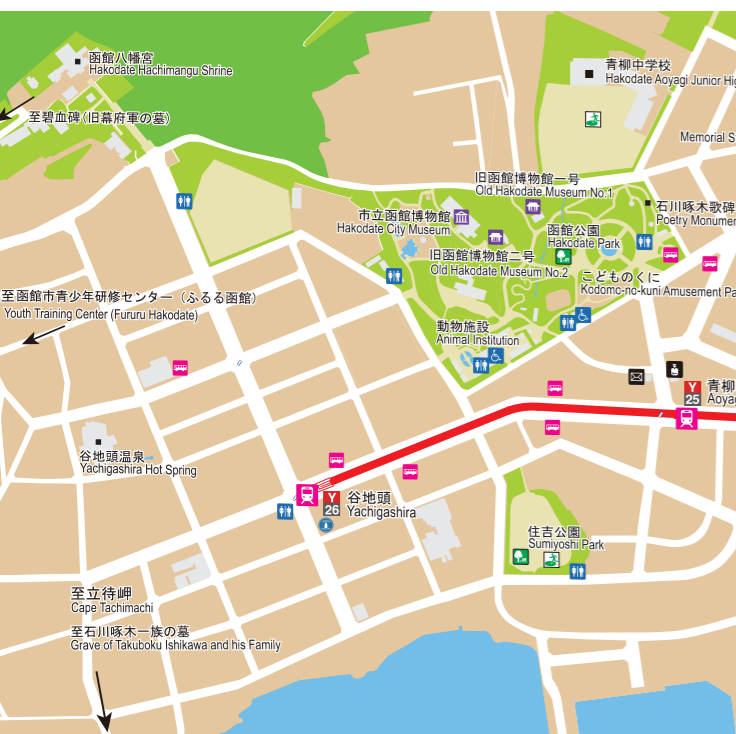 函館八幡宮
Hakodate Hachimangu Shrine
青柳中学校
Hakodate Aoyagi Junior Hig
至碧血碑(旧幕府軍の墓)
Memorial S
旧函館博物館一号
Old Hakodate Museum No.1
市立函館博物館
Hakodate City Museum
石川啄木歌碑
Poetry Monumen
函館公園
Hakodate Park
旧函館博物館二号
Old Hakodate Museum No.2
こどものくに
Kodomo-no-kuni Amusement Pa
至函館市青少年研修センター(ふるる函館)
Youth Training Center (Fururu Hakodate)
動物施設
Animal Institution
Y
25
青柳
Aoyag
谷地頭温泉
Yachigashira Hot Spring
Y
26
谷地頭
Yachigashira
住吉公園
Sumiyoshi Park
至立待岬
Cape Tachimachi
至石川啄木一族の墓
Grave of Takuboku Ishikawa and his Family